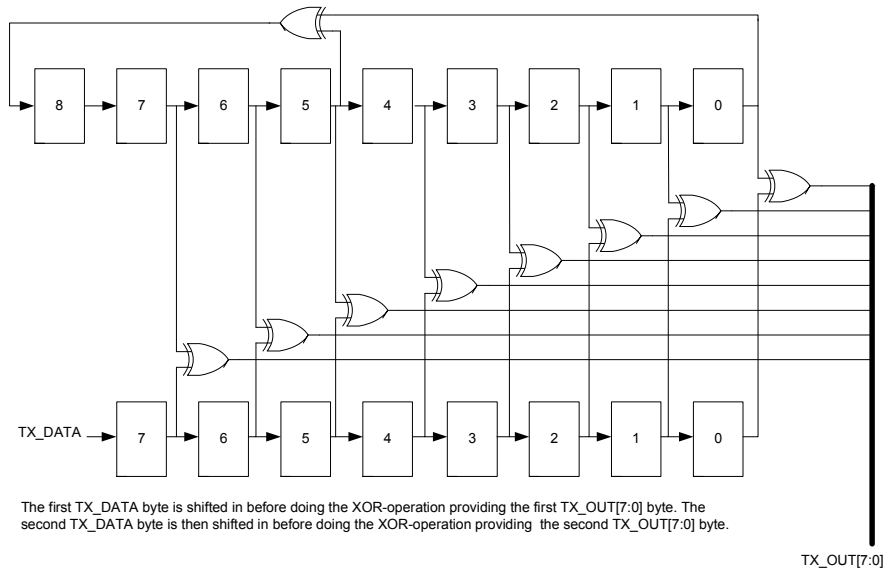 8 7 6 5 4 3 2 1 0
TX_DATA 7 6 5 4 3 2 1 0
The first TX_DATA byte is shifted in before doing the XOR-operation providing the first TX_OUT[7:0] byte. The
second TX_DATA byte is then shifted in before doing the XOR-operation providing the second TX_OUT[7:0] byte.
TX_OUT[7:0]